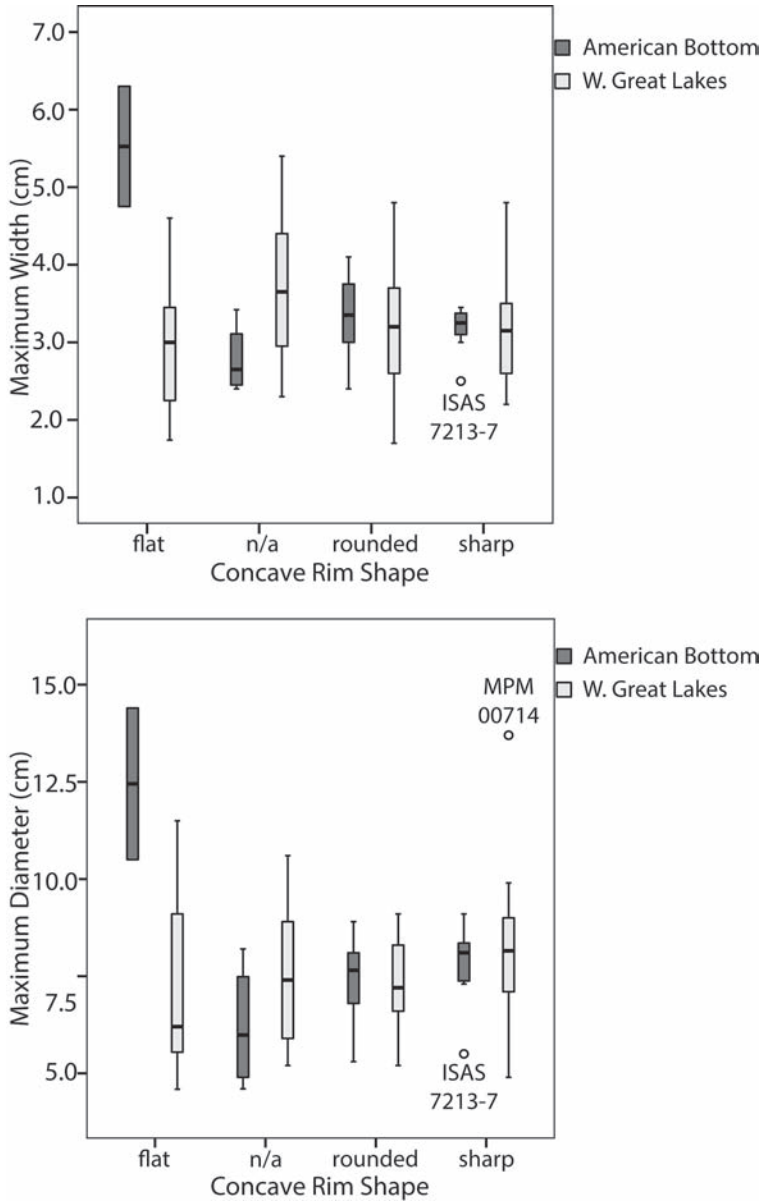 7.0
6.0
5.0
4.0
3.0
2.0
1.0
Maximum Width (cm)
American Bottom
W. Great Lakes
ISAS
7213-7
flat n/a rounded sharp
Concave Rim Shape
15.0
12.5
10.0
7.5
5.0
Maximum Diameter (cm)
American Bottom
W. Great Lakes
MPM
00714
ISAS
7213-7
flat n/a rounded sharp
Concave Rim Shape